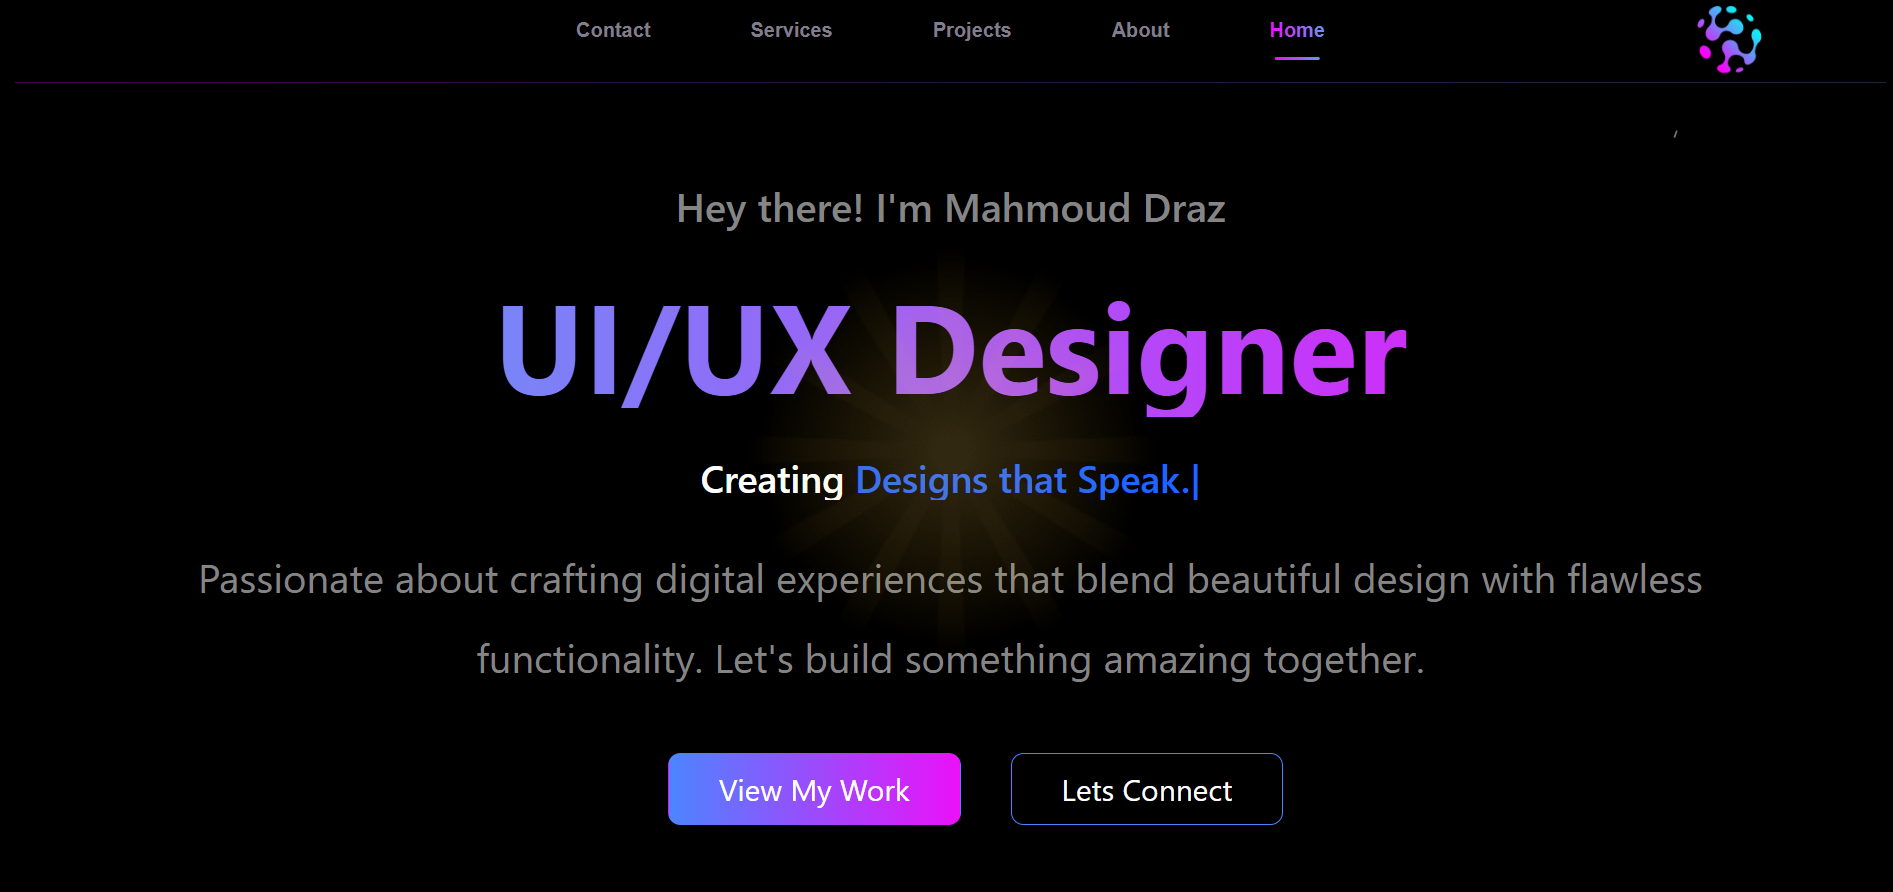 Contact
Services
Projects
About
Home
Hey there! I'm Mahmoud Draz
UI/UX Designer
Creating Designs that Speak.|
Passionate about crafting digital experiences that blend beautiful design with flawless
functionality. Let's build something amazing together.
View My Work
Lets Connect